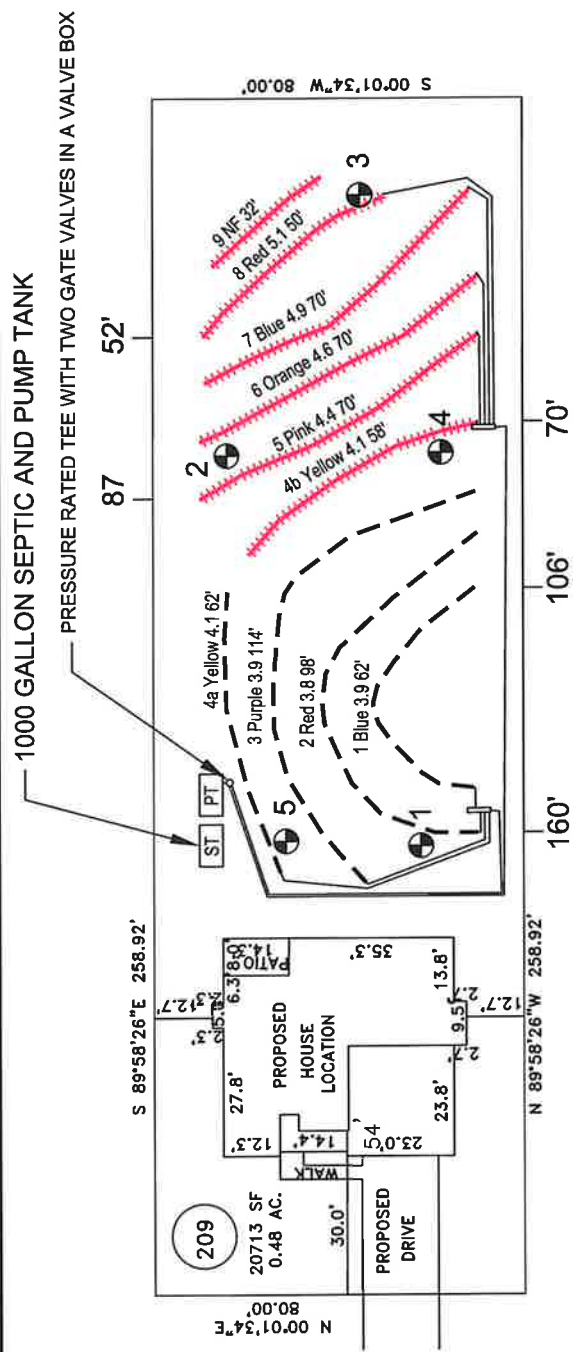 1000 GALLON SEPTIC AND PUMP TANK
PRESSURE RATED TEE WITH TWO GATE VALVES IN A VALVE BOX
87
52'
S 89°58'26"E 258.92'
N 00°01'34"E
80.00'
S 00°01'34"W
80.00'
209
20713 SF
0.48 AC.
30.0'
PROPOSED
DRIVE
WALK
12.3'
14.4'
54'
23.0'
27.8'
12.7'
2.3'
2.3'
6.3'
PATIO
14.3'
PROPOSED
HOUSE
LOCATION
35.3'
23.8'
2.7'
9.5'
2.7'
13.8'
12.7'
N 89°58'26"W 258.92'
ST
PT
5
1
4a Yellow 4.1 62'
3 Purple 3.9 114'
2 Red 3.8 98'
1 Blue 3.9 62'
2
4
3
4b Yellow 4.1 58'
5 Pink 4.4 70'
6 Orange 4.6 70'
7 Blue 4.9 70'
8 Red 5.1 50'
9 NF 32'
160'
106'
70'